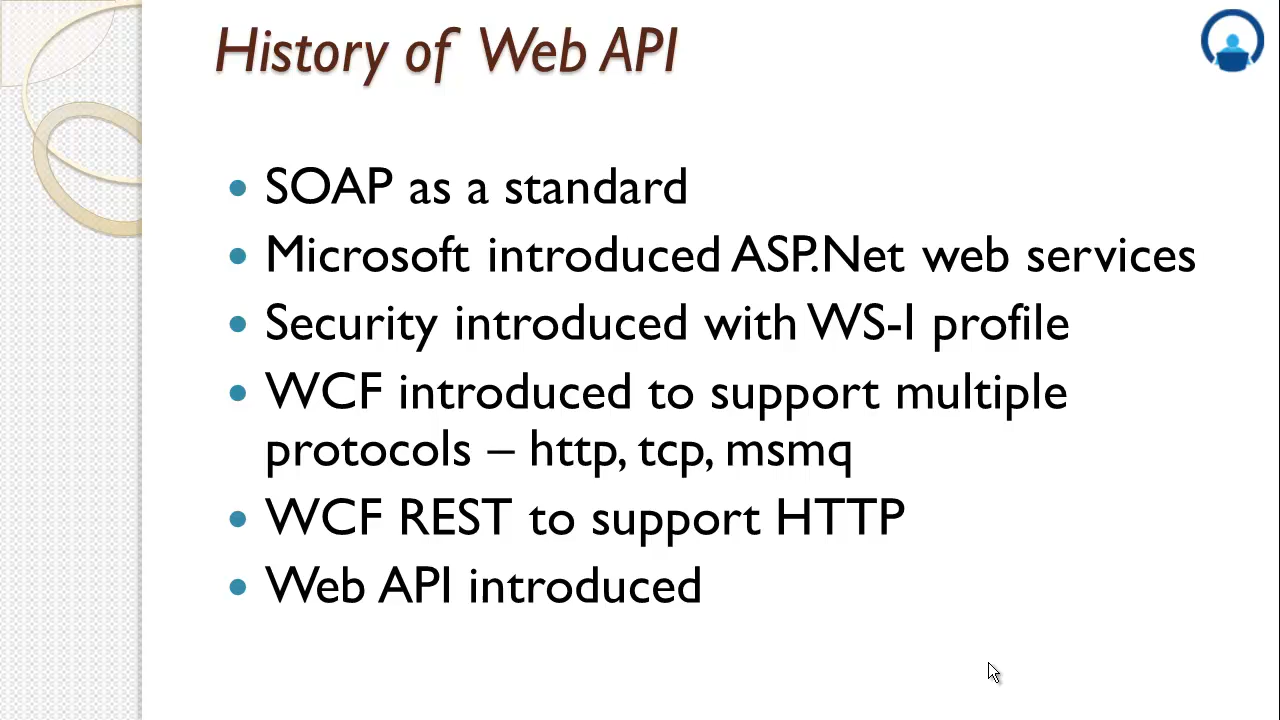 History of Web API
• SOAP as a standard
• Microsoft introduced ASP.Net web services
• Security introduced with WS-I profile
• WCF introduced to support multiple
protocols – http, tcp, msmq
• WCF REST to support HTTP
• Web API introduced